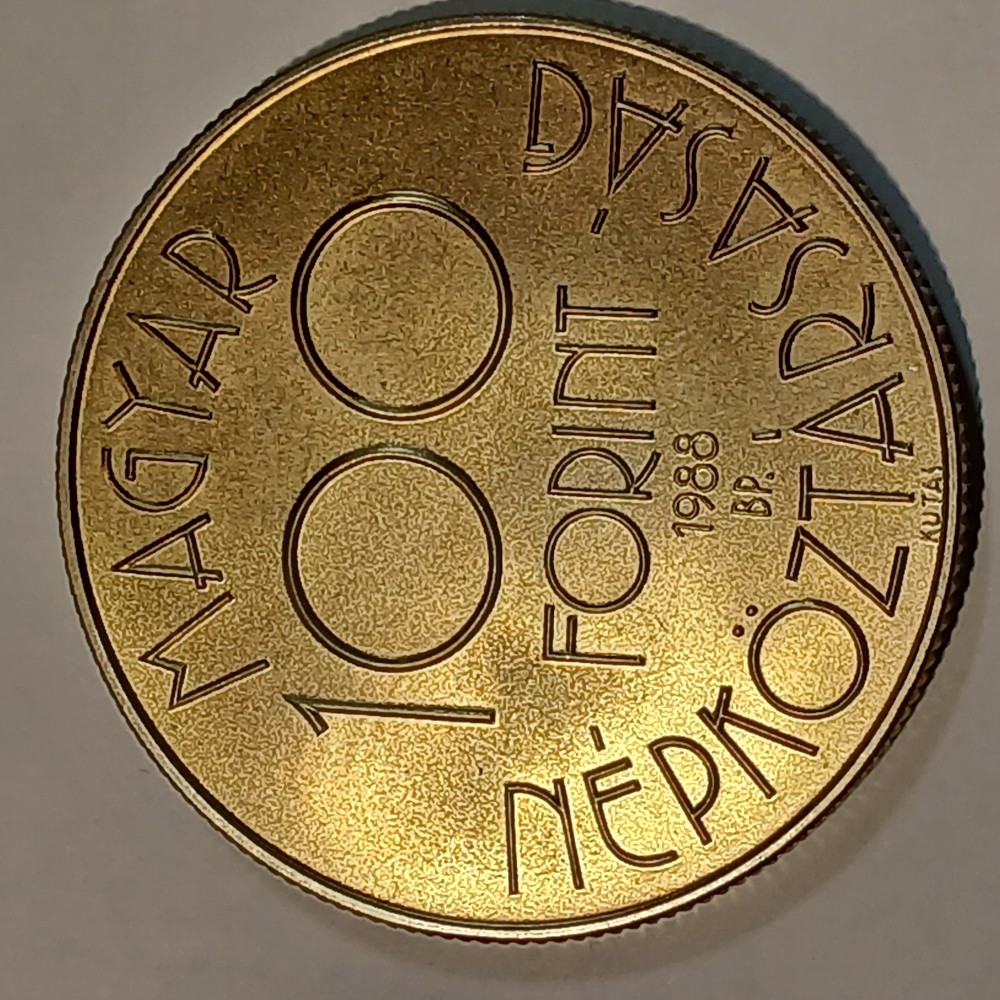 MAGYAR
100
FORINT
1988
BP.
NÉPKÖZTÁRSASÁG
KUTAS